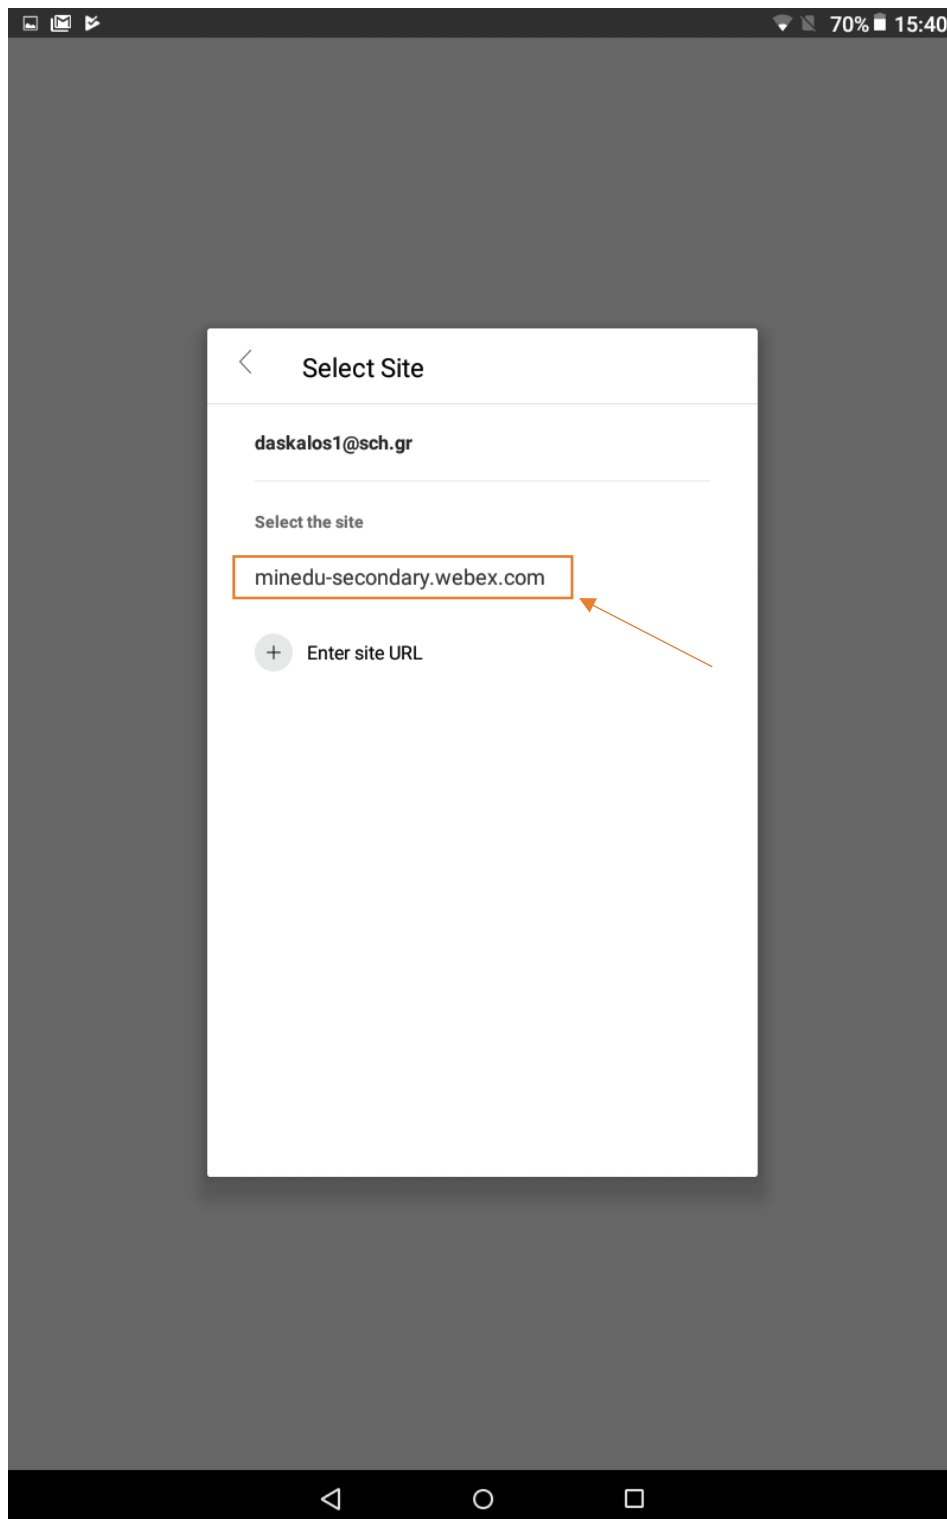 70% 15:40
Select Site
daskalos1@sch.gr
Select the site
minedu-secondary.webex.com
+ Enter site URL